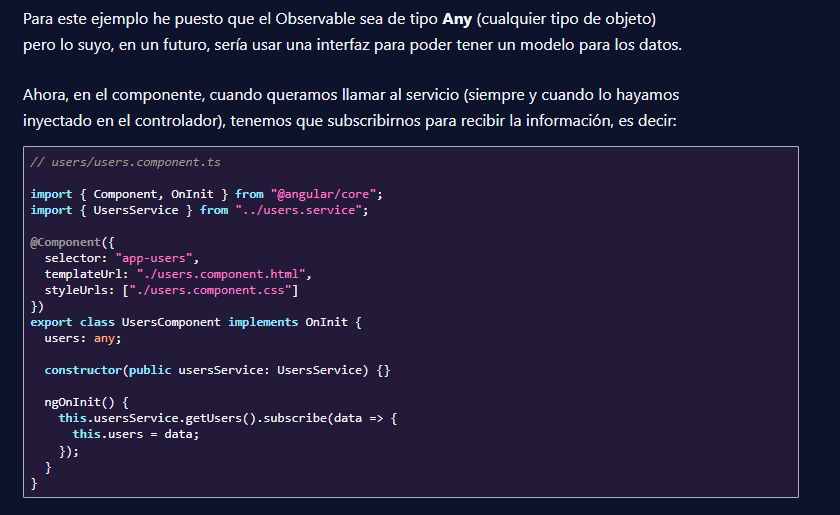 Para este ejemplo he puesto que el Observable sea de tipo Any (cualquier tipo de objeto)
pero lo suyo, en un futuro, sería usar una interfaz para poder tener un modelo para los datos.
Ahora, en el componente, cuando queramos llamar al servicio (siempre y cuando lo hayamos
inyectado en el controlador), tenemos que subscribirnos para recibir la información, es decir:
// users/users.component.ts
import { Component, OnInit } from "@angular/core";
import { UsersService } from "../users.service";
@Component({
  selector: "app-users",
  templateUrl: "./users.component.html",
  styleUrls: ["./users.component.css"]
})
export class UsersComponent implements OnInit {
  users: any;
  constructor(public usersService: UsersService) {}
  ngOnInit() {
    this.usersService.getUsers().subscribe(data => {
      this.users = data;
    });
  }
}